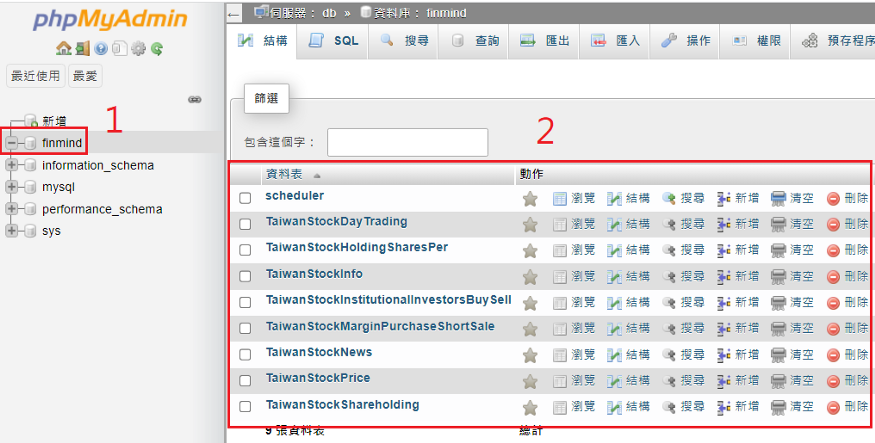 phpMyAdmin
最近使用 最愛
新增
1
finmind
information_schema
mysql
performance_schema
sys
伺服器： db » 資料庫： finmind
結構 SQL 搜尋 查詢 匯出 匯入 操作 權限 預存程序
篩選
包含這個字：
2
資料表 動作
scheduler 瀏覽 結構 搜尋 新增 清空 刪除
TaiwanStockDayTrading 瀏覽 結構 搜尋 新增 清空 刪除
TaiwanStockHoldingSharesPer 瀏覽 結構 搜尋 新增 清空 刪除
TaiwanStockInfo 瀏覽 結構 搜尋 新增 清空 刪除
TaiwanStockInstitutionalInvestorsBuySell 瀏覽 結構 搜尋 新增 清空 刪除
TaiwanStockMarginPurchaseShortSale 瀏覽 結構 搜尋 新增 清空 刪除
TaiwanStockNews 瀏覽 結構 搜尋 新增 清空 刪除
TaiwanStockPrice 瀏覽 結構 搜尋 新增 清空 刪除
TaiwanStockShareholding 瀏覽 結構 搜尋 新增 清空 刪除
9 張資料表 總計